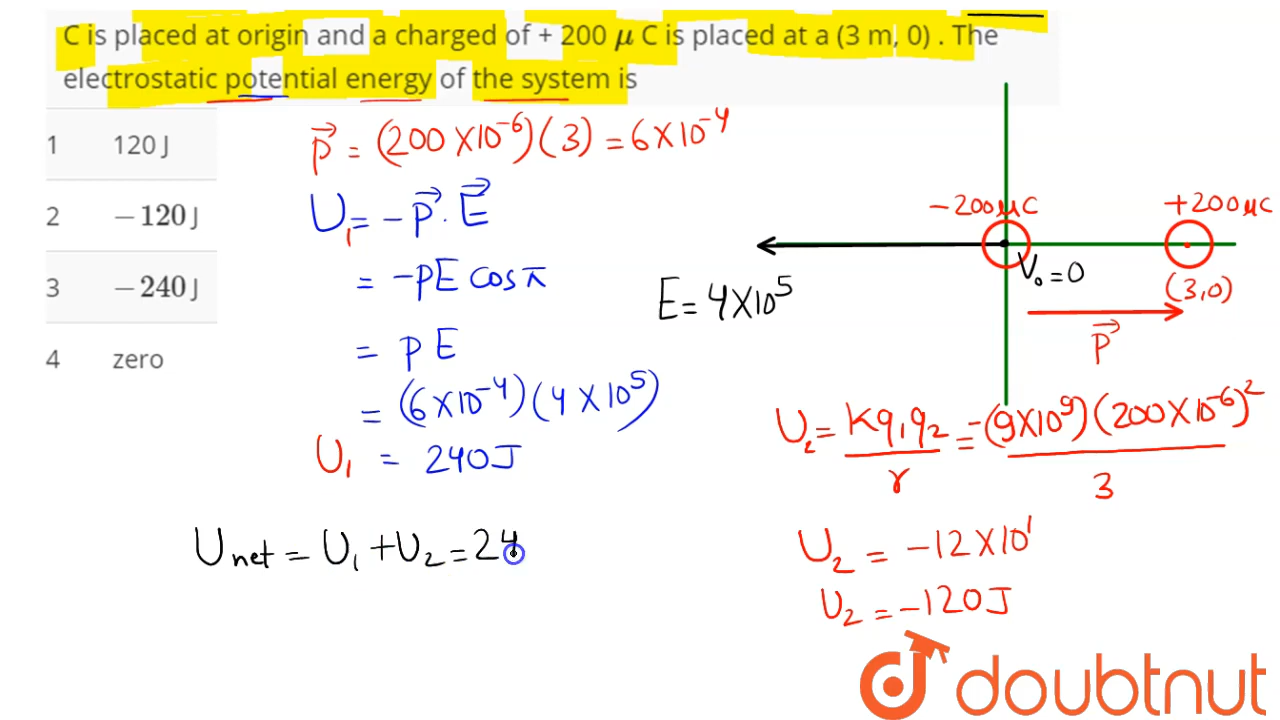 C is placed at origin and a charged of + 200 μ C is placed at a (3 m, 0) . The
electrostatic potential energy of the system is
1 120 J
2 −120 J
3 −240 J
4 zero
p⃗ = (200 × 10⁻⁶)(3) = 6 × 10⁻⁴
U₁ = −p⃗ · E⃗
= −pE cos π
= pE
= (6 × 10⁻⁴)(4 × 10⁵)
U₁ = 240 J
U net = U₁ + U₂ = 24
−200 μC
+200 μC
V₀ = 0
(3,0)
E = 4 × 10⁵
p⃗
U₂ = Kq₁q₂/r = −(9 × 10⁹)(200 × 10⁻⁶)²/3
U₂ = −12 × 10¹
U₂ = −120 J
doubtnut